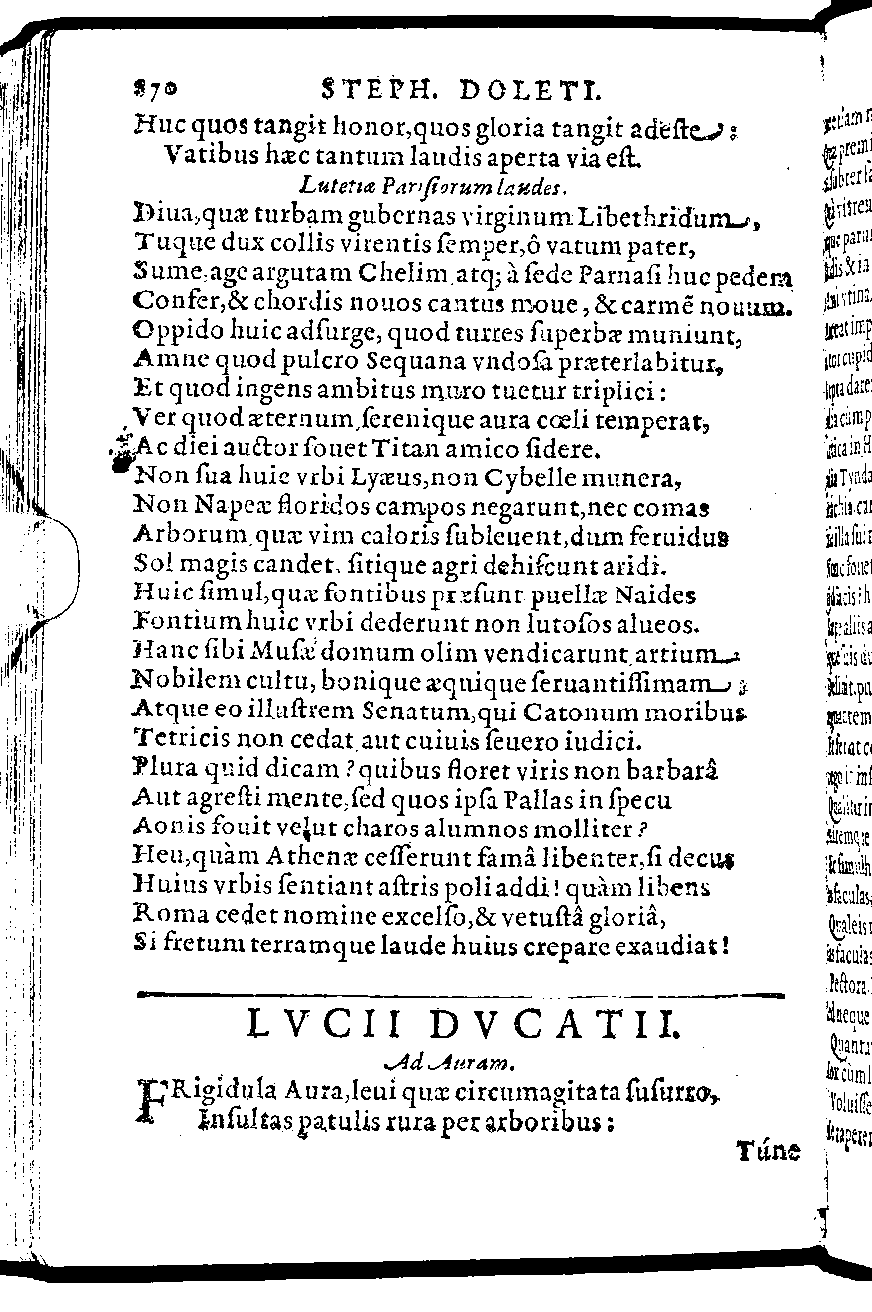 870 STEPH. DOLETI.
Huc quos tangit honor,quos gloria tangit adeſte :
Vatibus hæc tantum laudis aperta via eſt.
Lutetiæ Pariſiorum laudes.
Diua,quæ turbam gubernas virginum Libethridum,
Tuque dux collis virentis ſemper,ô vatum pater,
Sume,age argutam Chelim atq; à ſede Parnaſi huc pedem
Confer,& chordis nouos cantus moue, & carmē nouum.
Oppido huic adſurge, quod turres ſuperbæ muniunt,
Amne quod pulcro Sequana vndoſa præterlabitur,
Et quod ingens ambitus muro tuetur triplici:
Ver quod æternum,ſerenique aura cœli temperat,
Ac diei auctor fouet Titan amico ſidere.
Non ſua huic vrbi Lyæus,non Cybelle munera,
Non Napeæ floridos campos negarunt,nec comas
Arborum,quæ vim caloris ſubleuent,dum feruidus
Sol magis candet, ſitique agri dehiſcunt aridi.
Huic ſimul,quæ fontibus præſunt puellæ Naides
Fontium huic vrbi dederunt non lutoſos alueos.
Hanc ſibi Muſæ domum olim vendicarunt artium
Nobilem cultu, bonique æquique ſeruantiſſimam ;
Atque eo illuſtrem Senatum,qui Catonum moribus
Tetricis non cedat aut cuiuis ſeuero iudici.
Plura quid dicam ? quibus floret viris non barbarâ
Aut agreſti mente,ſed quos ipſa Pallas in ſpecu
Aonis fouit velut charos alumnos molliter ?
Heu,quàm Athenæ ceſſerunt famâ libenter,ſi decus
Huius vrbis ſentiant aſtris poli addi! quàm libens
Roma cedet nomine excelſo,& vetuſtâ gloriâ,
Si fretum terramque laude huius crepare exaudiat!
LVCII DVCATII.
Ad Auram.
FRigidula Aura,leui quæ circumagitata ſuſurro,
Inſultas patulis rura per arboribus:
Túne